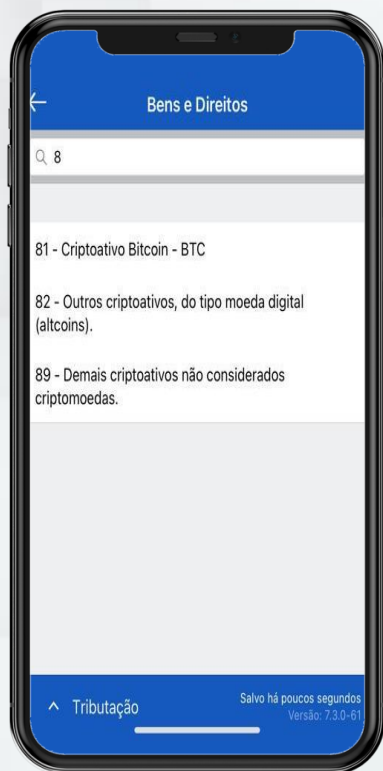 Bens e Direitos
8
81 - Criptoativo Bitcoin - BTC
82 - Outros criptoativos, do tipo moeda digital
(altcoins).
89 - Demais criptoativos não considerados
criptomoedas.
Tributação
Salvo há poucos segundos
Versão: 7.3.0-61